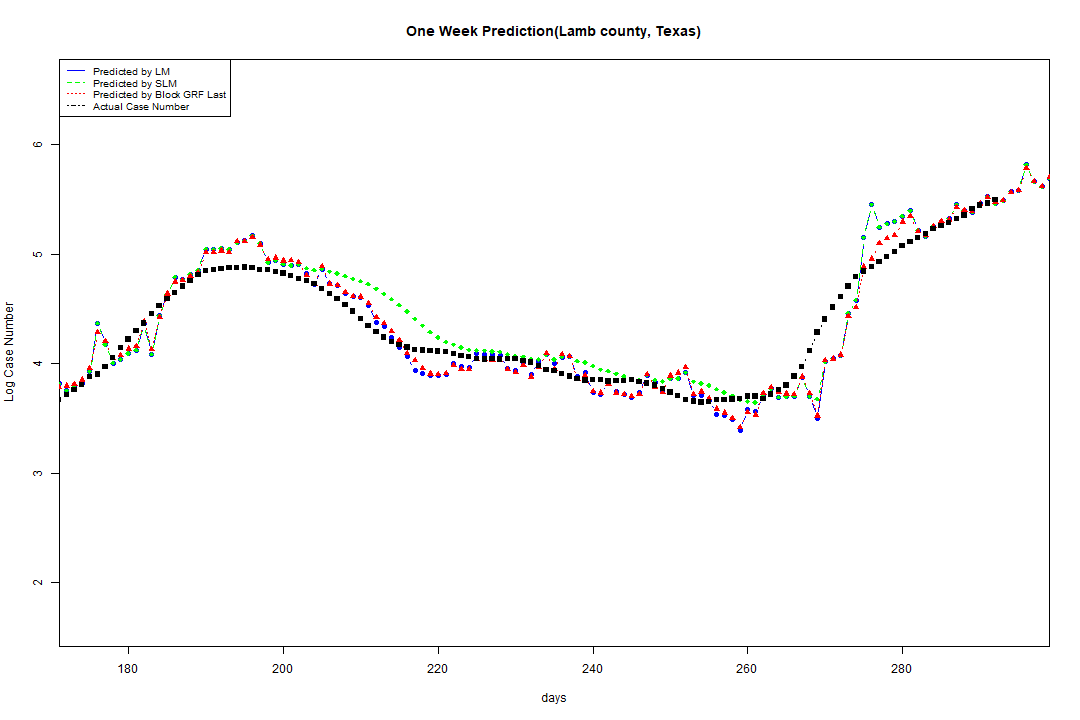 One Week Prediction(Lamb county, Texas)
Predicted by LM
Predicted by SLM
Predicted by Block GRF Last
Actual Case Number
6
5
4
3
2
Log Case Number
180 200 220 240 260 280
days